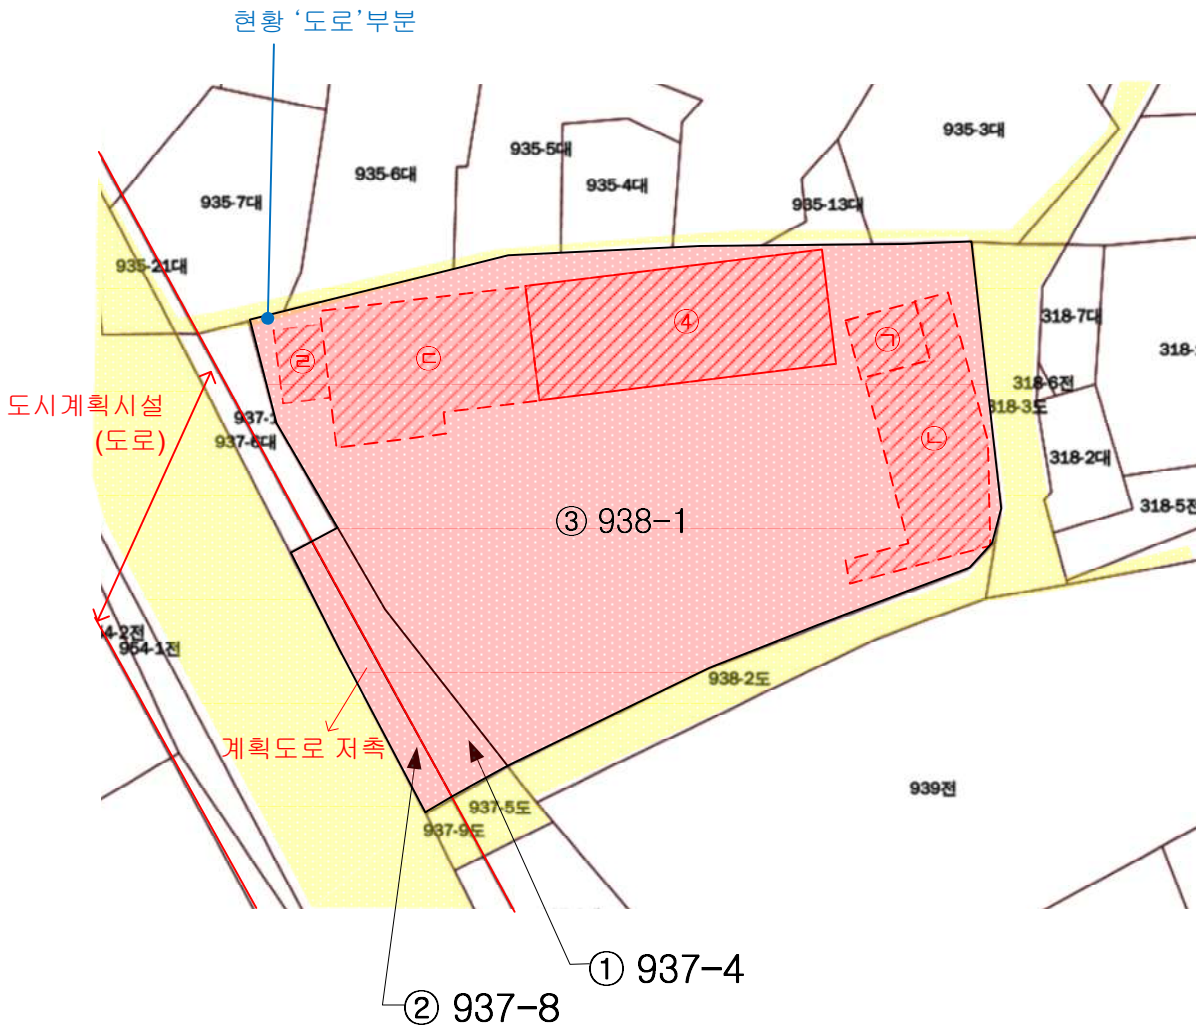 현황 ‘도로’부분
935-3대
935-5대
935-6대
935-4대
935-7대
935-13대
935-21대
318-7대
④
㉠
㉣
㉢
318-6전
318-3도
도시계획시설
(도로)
937-6대
㉡
318-2대
318-5전
③ 938-1
954-1전
938-2도
계획도로 저촉
939전
937-5도
937-9도
① 937-4
② 937-8